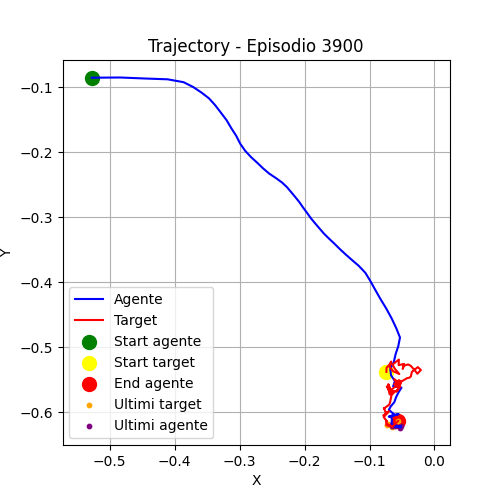 Trajectory - Episodio 3900
Y
−0.1
−0.2
−0.3
−0.4
−0.5
−0.6
Agente
Target
Start agente
Start target
End agente
Ultimi target
Ultimi agente
−0.5
−0.4
−0.3
−0.2
−0.1
0.0
X